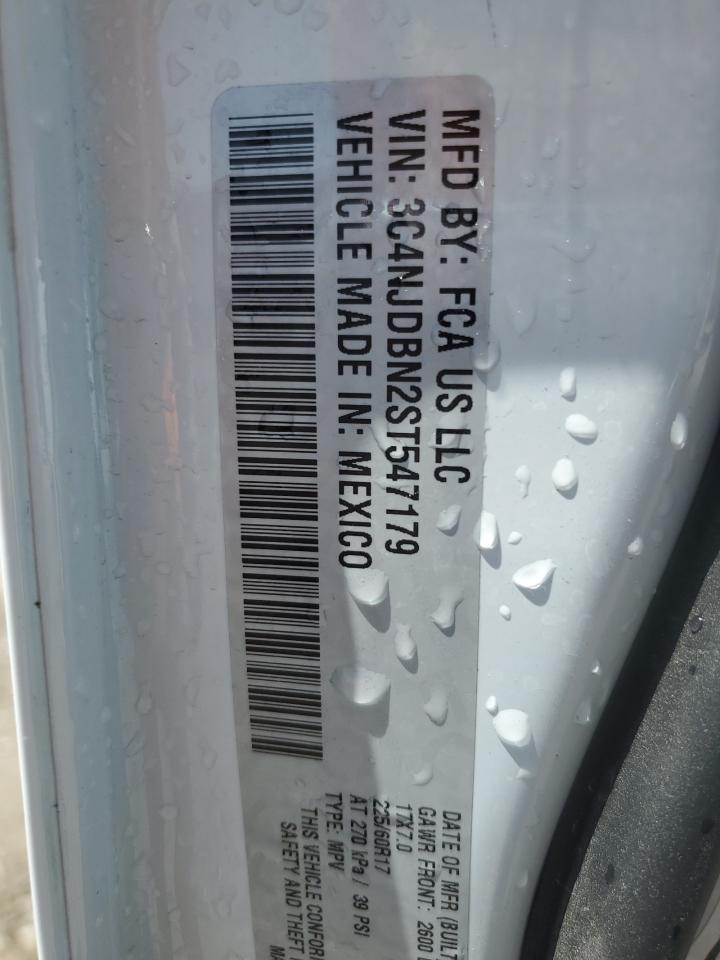 MFD BY: FCA US LLC
VIN: 3C4NJDBN2ST547179
VEHICLE MADE IN: MEXICO
DATE OF MFR (BUILT
GAWR FRONT: 2600
17X7.0
225/60R17
AT 270 kPa / 39 PSI
TYPE: MPV
THIS VEHICLE
SAFETY AND THEFT